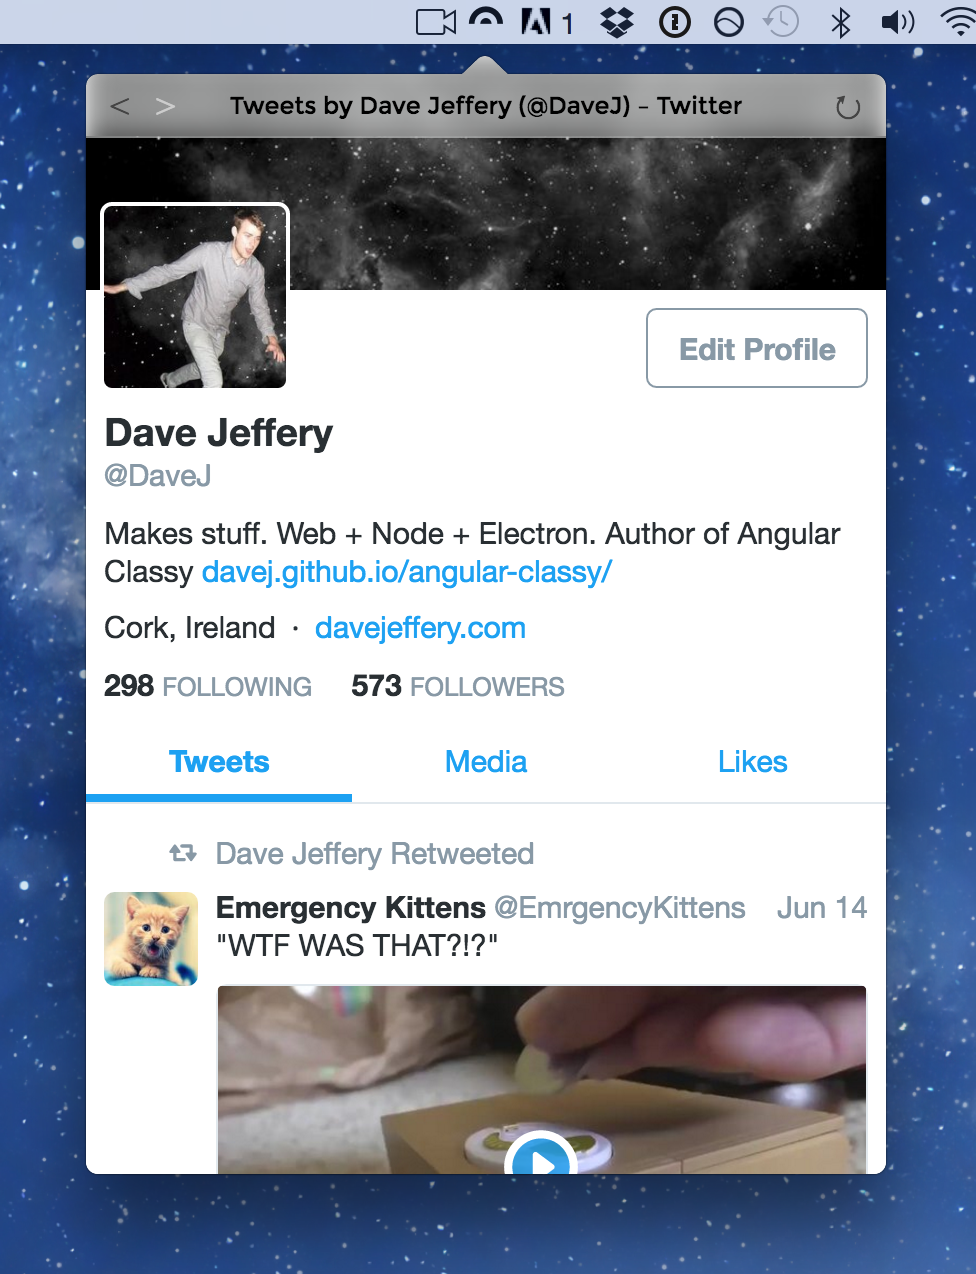 1
< > Tweets by Dave Jeffery (@DaveJ) – Twitter
Edit Profile
Dave Jeffery
@DaveJ
Makes stuff. Web + Node + Electron. Author of Angular
Classy davej.github.io/angular-classy/
Cork, Ireland · davejeffery.com
298 FOLLOWING 573 FOLLOWERS
Tweets Media Likes
Dave Jeffery Retweeted
Emergency Kittens @EmrgencyKittens Jun 14
"WTF WAS THAT?!?"